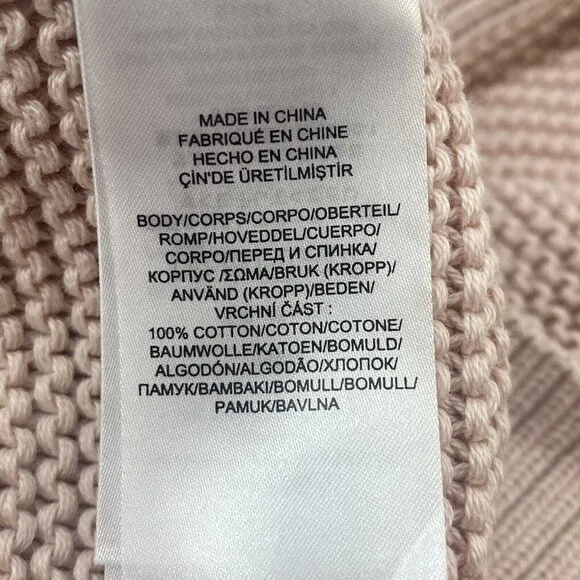 MADE IN CHINA
FABRIQUÉ EN CHINE
HECHO EN CHINA
ÇİN'DE ÜRETİLMİŞTİR
BODY/CORPS/CORPO/OBERTEIL/
ROMP/HOVEDDEL/CUERPO/
CORPO/ПЕРЕД И СПИНКА/
КОРПУС /ΣΩΜΑ/BRUK (KROPP)/
ANVÄND (KROPP)/BEDEN/
VRCHNÍ ČÁST :
100% COTTON/COTON/COTONE/
BAUMWOLLE/KATOEN/BOMULD/
ALGODÓN/ALGODÃO/ХЛОПОК/
ПАМУК/ΒΑΜΒΑΚΙ/BOMULL/BOMULL/
PAMUK/BAVLNA